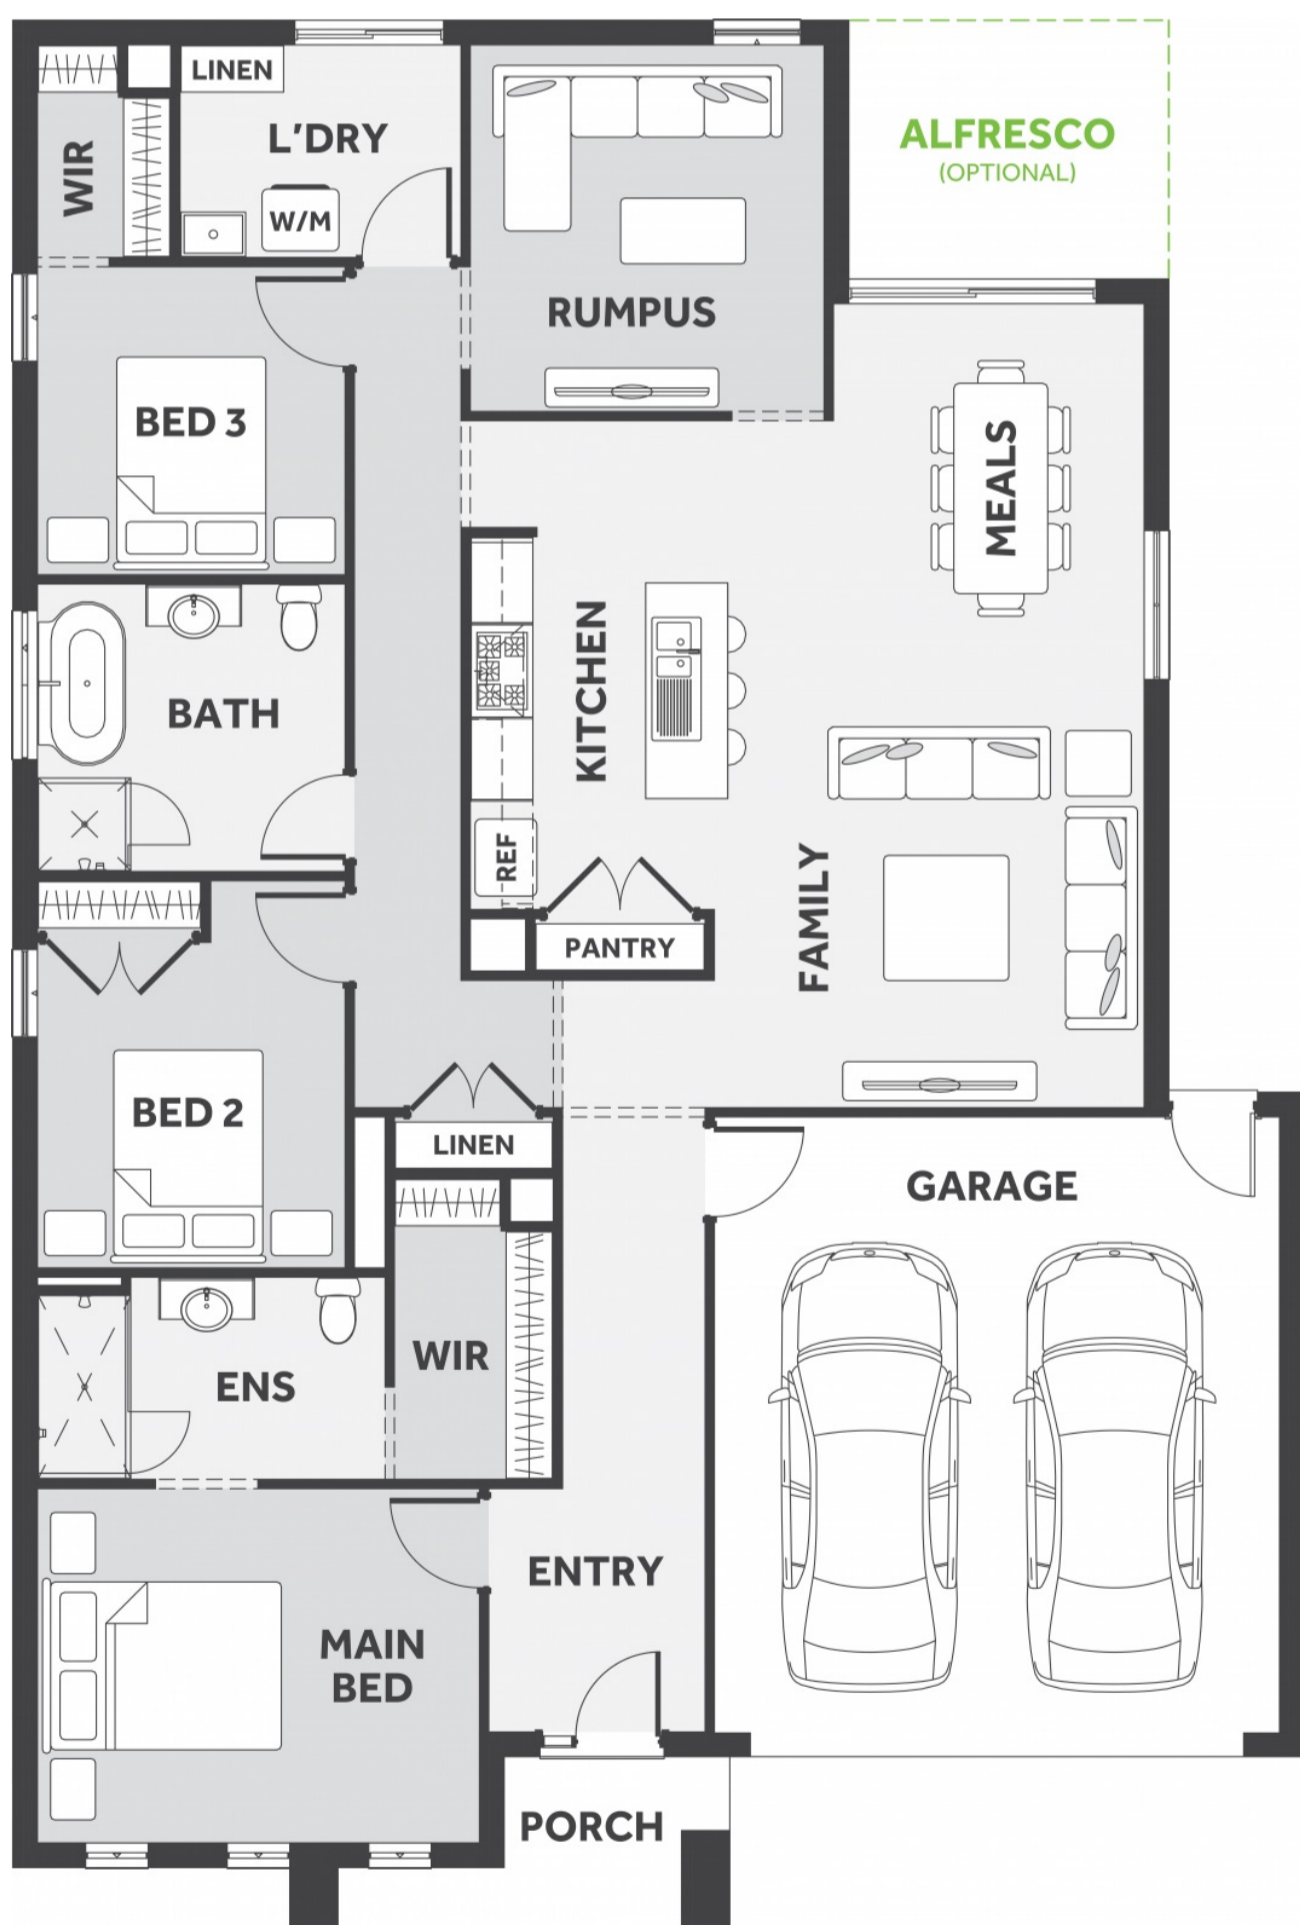 LINEN
L'DRY
WIR
W/M
ALFRESCO
(OPTIONAL)
RUMPUS
BED 3
MEALS
KITCHEN
BATH
REF
PANTRY
FAMILY
BED 2
LINEN
GARAGE
WIR
ENS
ENTRY
MAIN
BED
PORCH